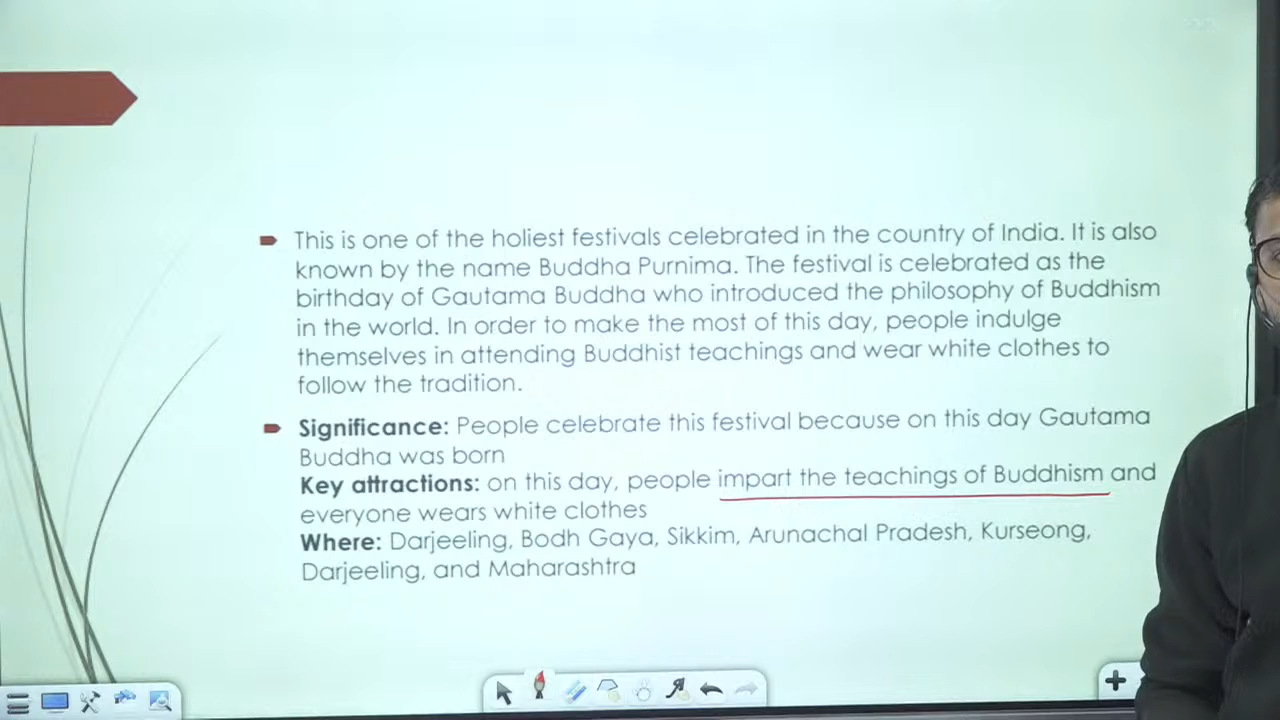 This is one of the holiest festivals celebrated in the country of India. It is also
known by the name Buddha Purnima. The festival is celebrated as the
birthday of Gautama Buddha who introduced the philosophy of Buddhism
in the world. In order to make the most of this day, people indulge
themselves in attending Buddhist teachings and wear white clothes to
follow the tradition.
Significance: People celebrate this festival because on this day Gautama
Buddha was born
Key attractions: on this day, people impart the teachings of Buddhism and
everyone wears white clothes
Where: Darjeeling, Bodh Gaya, Sikkim, Arunachal Pradesh, Kurseong,
Darjeeling, and Maharashtra